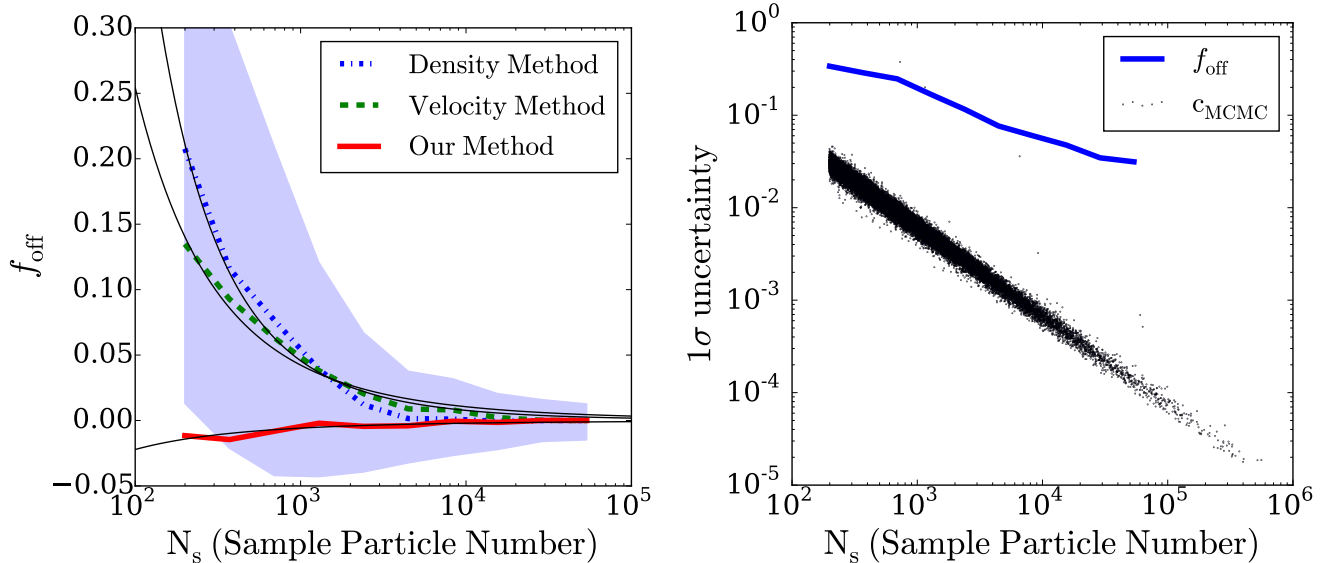 0.30
0.25
0.20
0.15
0.10
0.05
0.00
−0.05
f_off
10^2
10^3
10^4
10^5
N_s (Sample Particle Number)
Density Method
Velocity Method
Our Method
10^0
10^-1
10^-2
10^-3
10^-4
10^-5
1σ uncertainty
10^2
10^3
10^4
10^5
10^6
N_s (Sample Particle Number)
f_off
c_MCMC